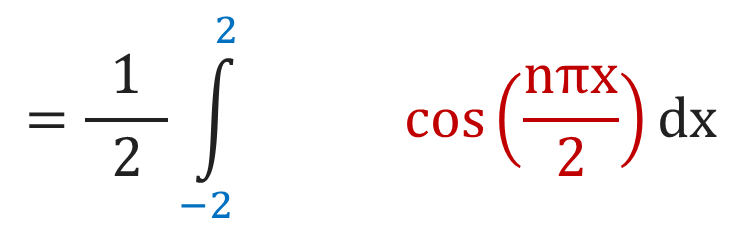 = 1/2 ∫_{-2}^{2} cos(nπx/2) dx